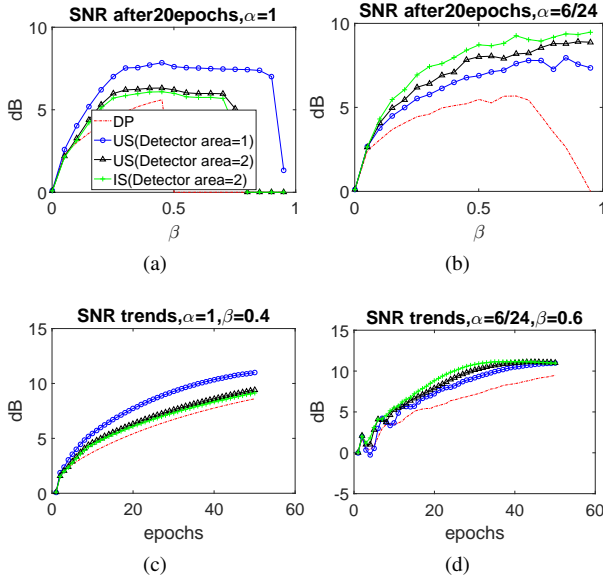 SNR after20epochs,α=1
dB
10
5
0
0
0.5
1
β
DP
US(Detector area=1)
US(Detector area=2)
IS(Detector area=2)
(a)
SNR after20epochs,α=6/24
dB
10
5
0
0
0.5
1
β
(b)
SNR trends,α=1,β=0.4
dB
15
10
5
0
0
20
40
60
epochs
(c)
SNR trends,α=6/24,β=0.6
dB
15
10
5
0
-5
0
20
40
60
epochs
(d)